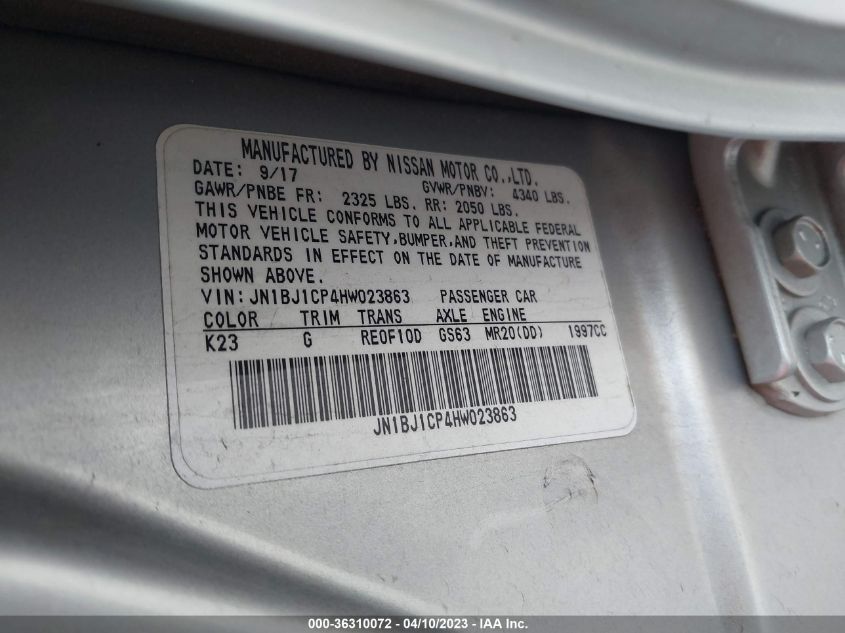 MANUFACTURED BY NISSAN MOTOR CO.,LTD.
DATE: 9/17 GVWR/PNBV: 4340 LBS.
GAWR/PNBE FR: 2325 LBS. RR: 2050 LBS.
THIS VEHICLE CONFORMS TO ALL APPLICABLE FEDERAL
MOTOR VEHICLE SAFETY,BUMPER,AND THEFT PREVENTION
STANDARDS IN EFFECT ON THE DATE OF MANUFACTURE
SHOWN ABOVE.
VIN: JN1BJ1CP4HW023863 PASSENGER CAR
COLOR TRIM TRANS AXLE ENGINE
K23 G RE0F10D GS63 MR20(DD) 1997CC
JN1BJ1CP4HW023863
000-36310072 - 04/10/2023 - IAA Inc.